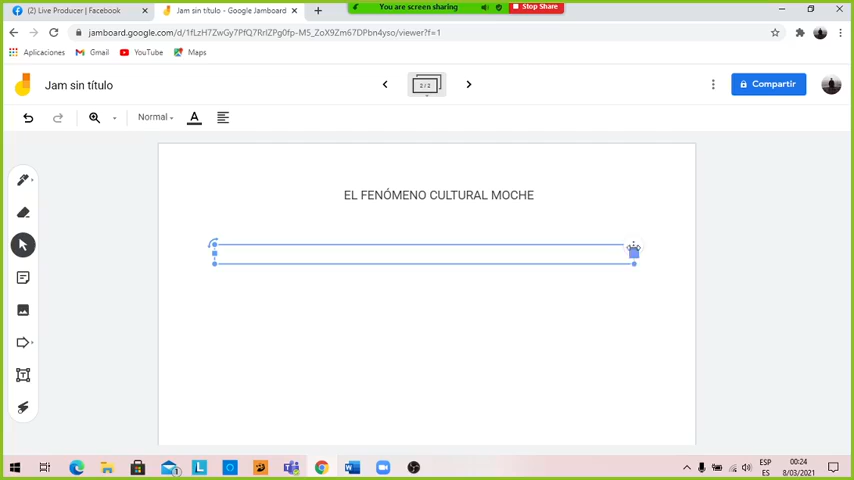 You are screen sharing
Stop Share
(2) Live Producer | Facebook
Jam sin título - Google Jamboard
jamboard.google.com/d/1fLzH7ZwGy7PfQ7RrlZPg0fp-M5_ZoX9Zm67DPbn4yso/viewer?f=1
Aplicaciones
Gmail
YouTube
Maps
Jam sin título
2 / 2
Compartir
Normal
EL FENÓMENO CULTURAL MOCHE
ESP
ES
00:24
8/03/2021